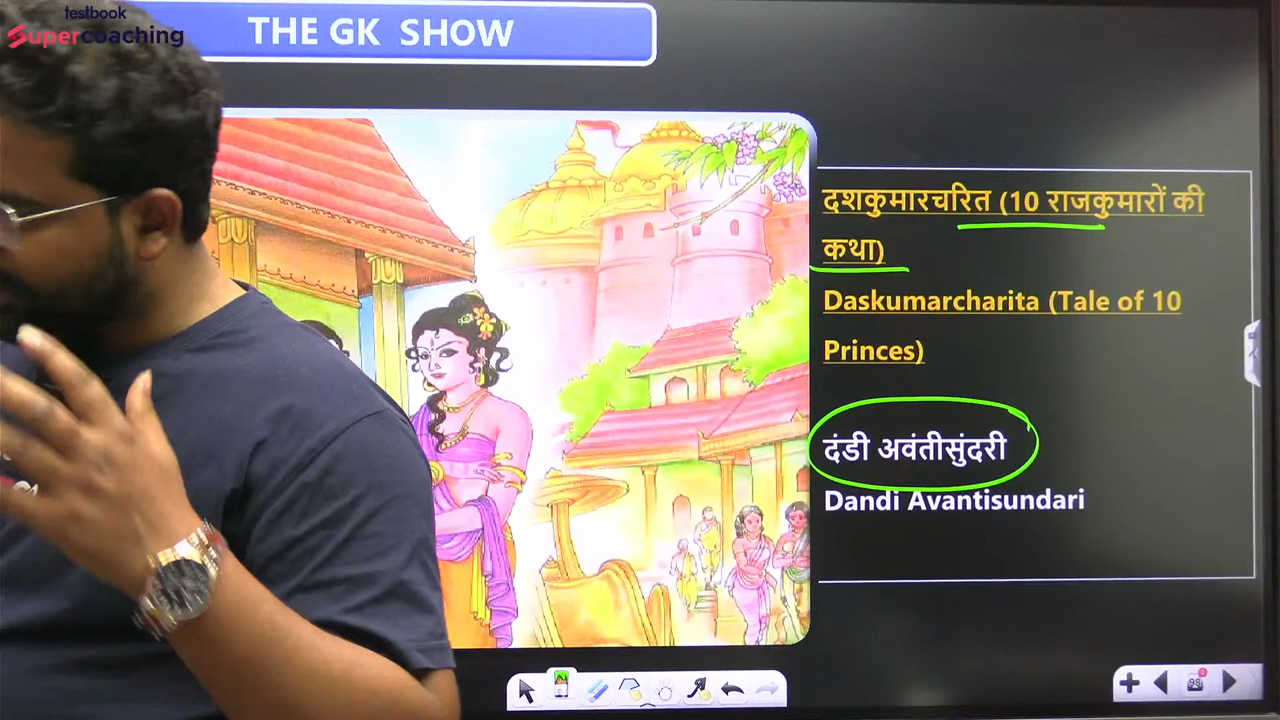 testbook
Supercoaching
THE GK SHOW
दशकुमारचरित (10 राजकुमारों की
कथा)
Daskumarcharita (Tale of 10
Princes)
दंडी अवंतीसुंदरी
Dandi Avantisundari